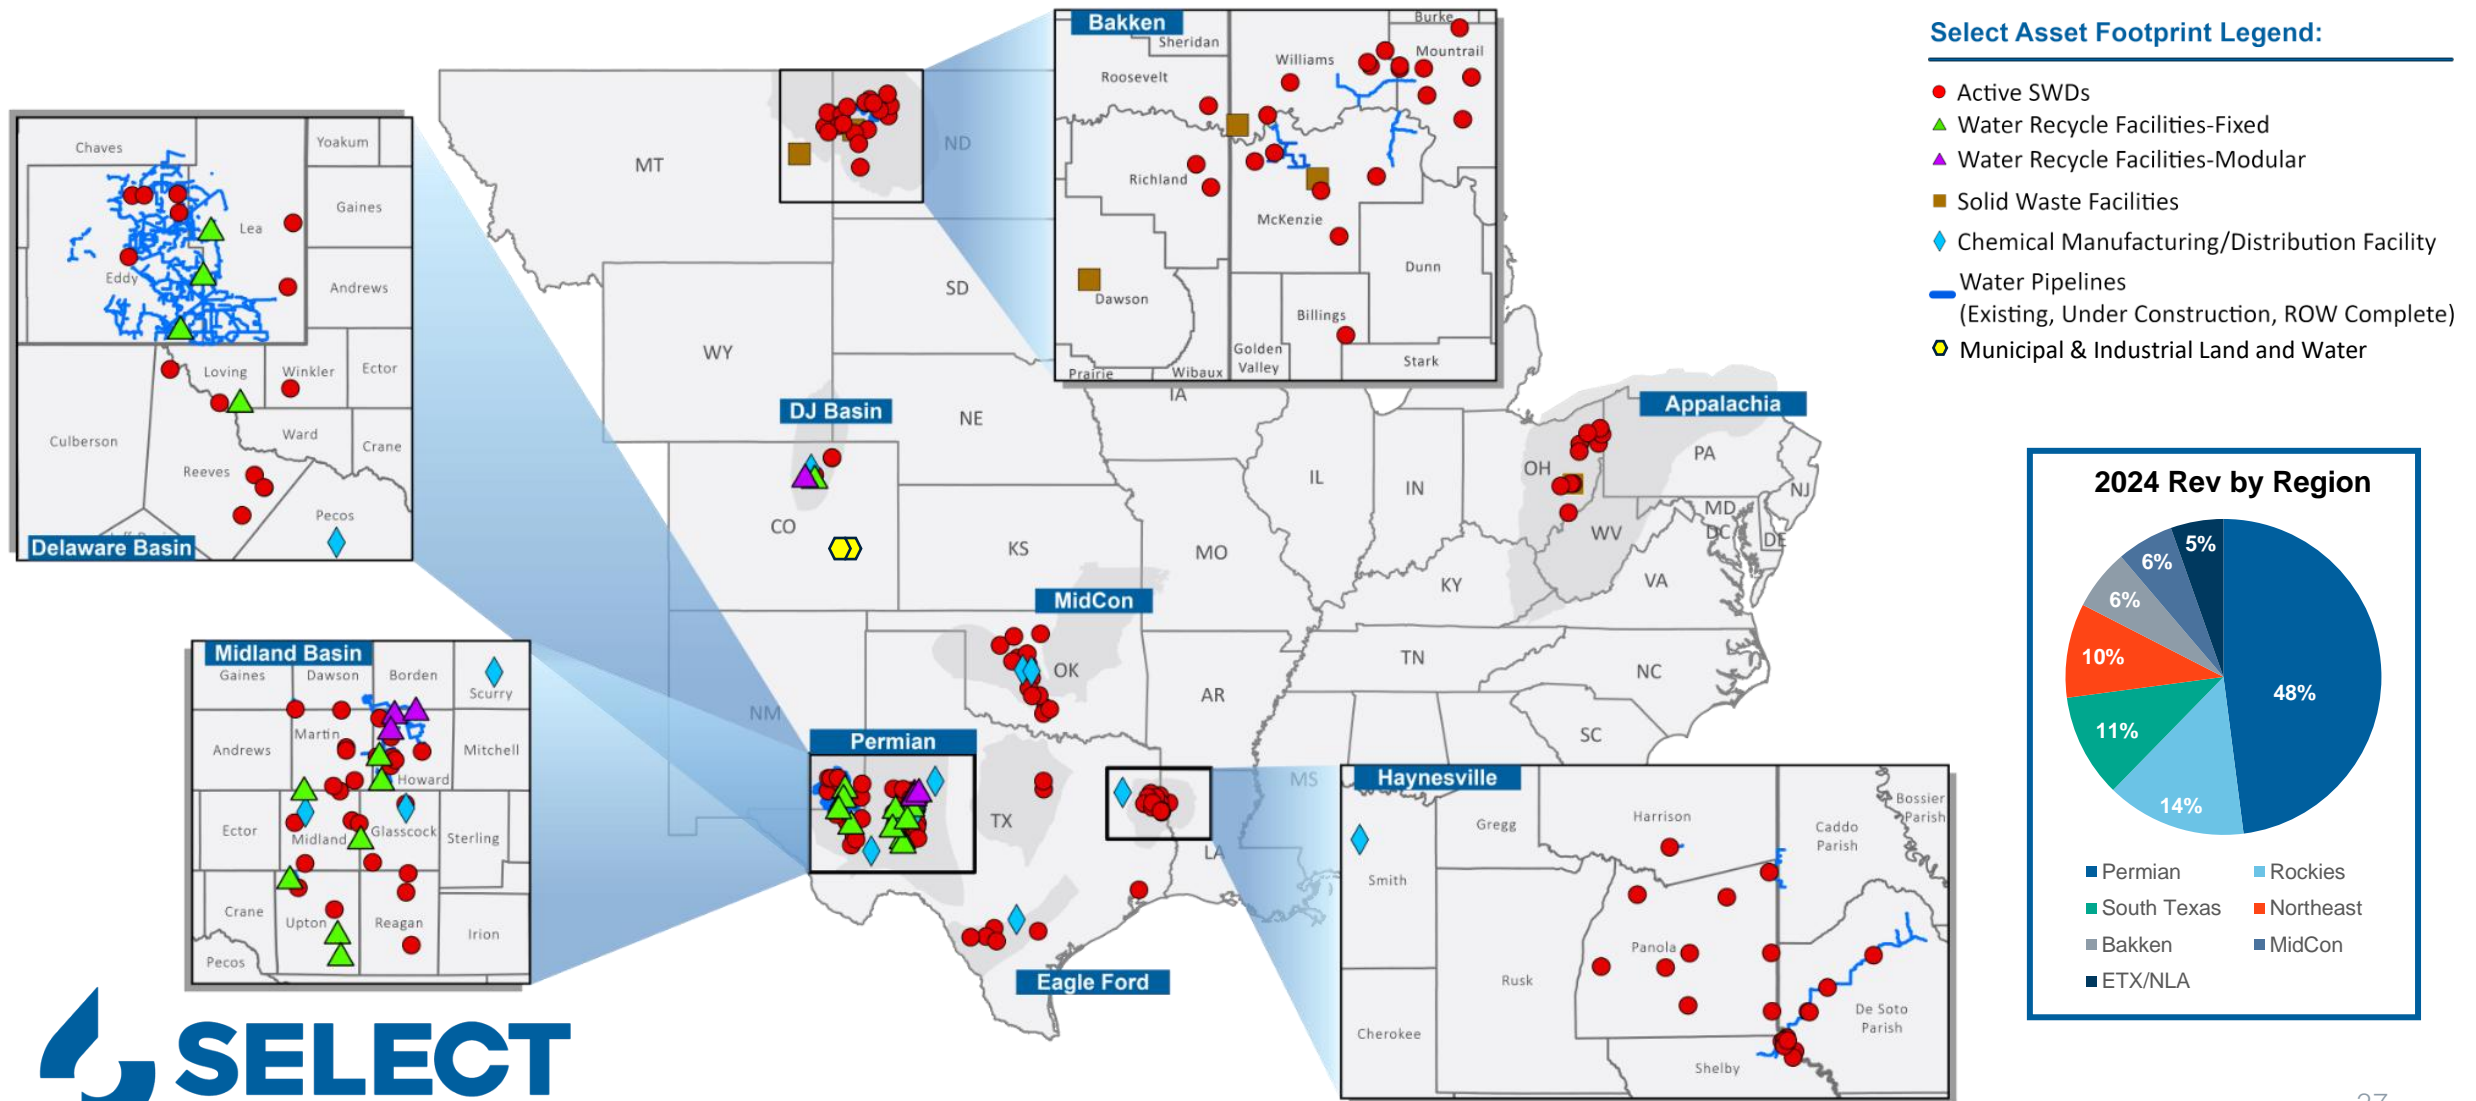 Select Asset Footprint Legend:
Active SWDs
Water Recycle Facilities-Fixed
Water Recycle Facilities-Modular
Solid Waste Facilities
Chemical Manufacturing/Distribution Facility
Water Pipelines
(Existing, Under Construction, ROW Complete)
Municipal & Industrial Land and Water
Bakken
Burke
Sheridan
Williams
Mountrail
Roosevelt
Richland
McKenzie
Dunn
Dawson
Billings
Golden
Valley
Stark
Prairie
Wibaux
Chaves
Yoakum
Lea
Gaines
Eddy
Andrews
Loving
Winkler
Ector
Culberson
Ward
Crane
Reeves
Pecos
Delaware Basin
Midland Basin
Gaines
Dawson
Borden
Scurry
Andrews
Martin
Mitchell
Howard
Ector
Midland
Glasscock
Sterling
Crane
Upton
Reagan
Irion
Pecos
MT
ND
SD
WY
NE
IA
DJ Basin
CO
KS
MO
IL
IN
OH
Appalachia
PA
NJ
MD
DC
DE
WV
VA
KY
MidCon
OK
AR
TN
NC
SC
MS
NM
Permian
TX
LA
Eagle Ford
Haynesville
Gregg
Harrison
Caddo
Parish
Bossier
Parish
Smith
Panola
Rusk
De Soto
Parish
Cherokee
Shelby
2024 Rev by Region
5%
6%
6%
10%
48%
11%
14%
Permian
Rockies
South Texas
Northeast
Bakken
MidCon
ETX/NLA
SELECT